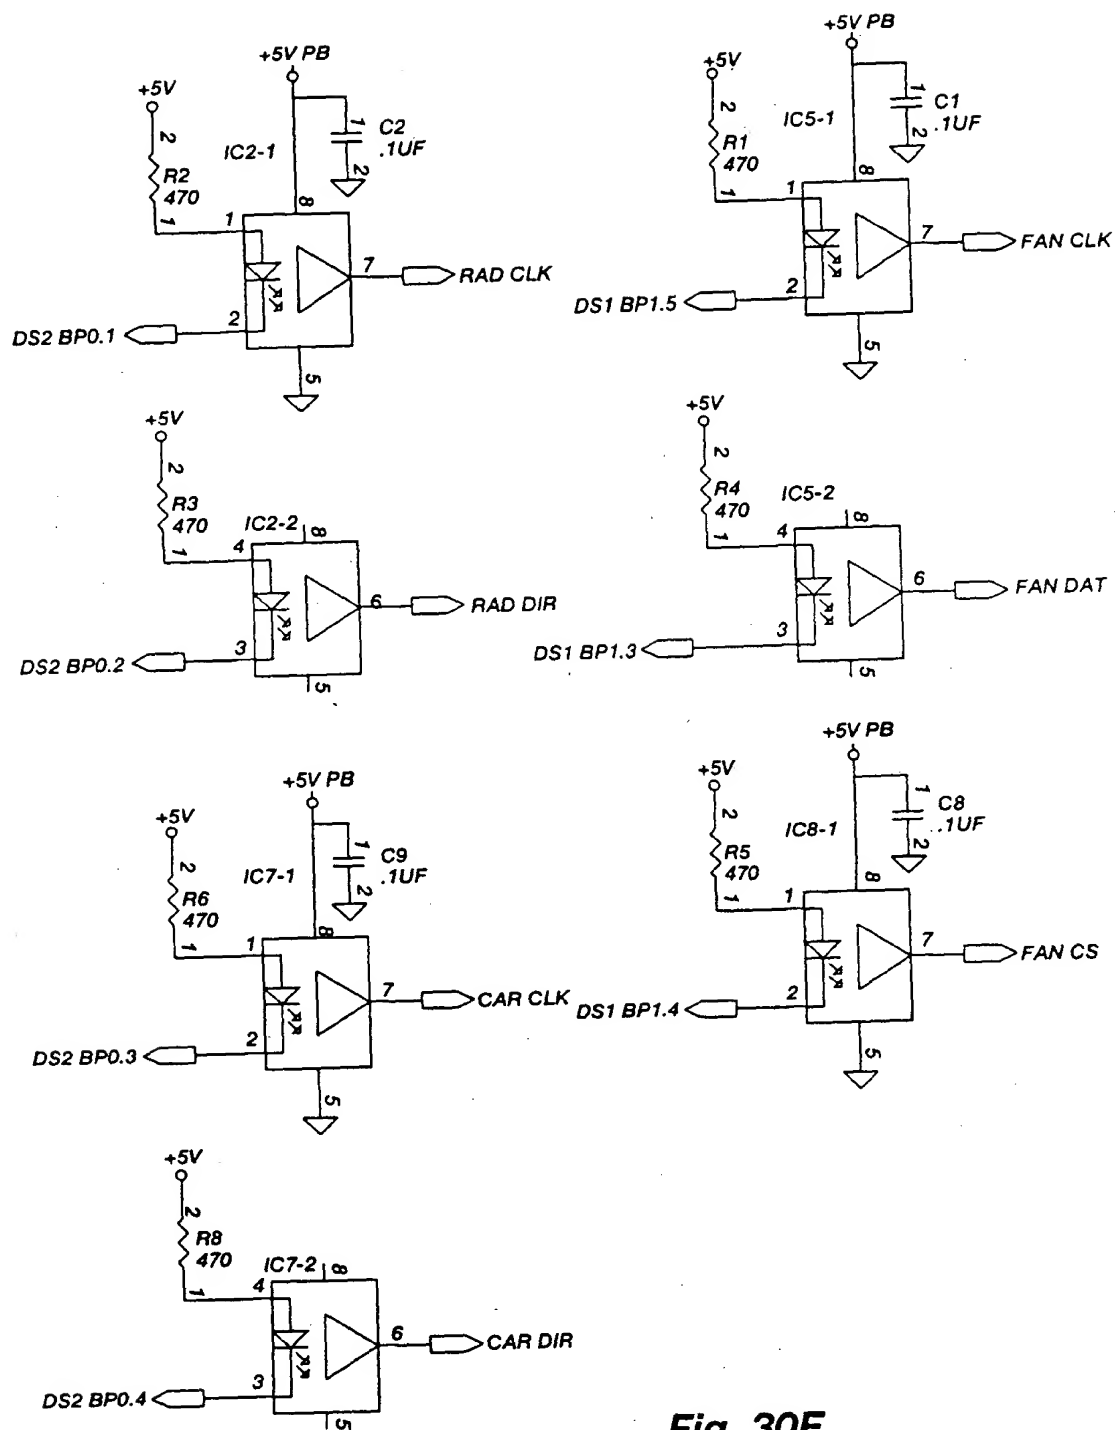 +5V PB
+5V
2
R2
470
1
IC2-1
1
C2
.1UF
2
8
1
7
RAD CLK
2
DS2 BP0.1
5
+5V PB
+5V
2
R1
470
1
IC5-1
1
C1
.1UF
2
8
1
7
FAN CLK
2
DS1 BP1.5
5
+5V
2
R3
470
1
IC2-2
8
4
6
RAD DIR
3
DS2 BP0.2
5
+5V
2
R4
470
1
IC5-2
8
4
6
FAN DAT
3
DS1 BP1.3
5
+5V PB
+5V
2
R6
470
1
IC7-1
1
C9
.1UF
2
8
1
7
CAR CLK
2
DS2 BP0.3
5
+5V PB
+5V
2
R5
470
1
IC8-1
1
C8
.1UF
2
8
1
7
FAN CS
2
DS1 BP1.4
5
+5V
2
R8
470
1
IC7-2
8
4
6
CAR DIR
3
DS2 BP0.4
5